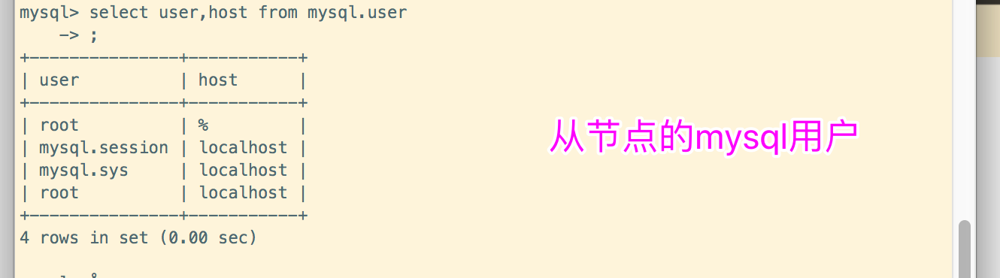 mysql> select user,host from mysql.user
    -> ;
+---------------+-----------+
| user          | host      |
+---------------+-----------+
| root          | %         |
| mysql.session | localhost |
| mysql.sys     | localhost |
| root          | localhost |
+---------------+-----------+
4 rows in set (0.00 sec)
从节点的mysql用户